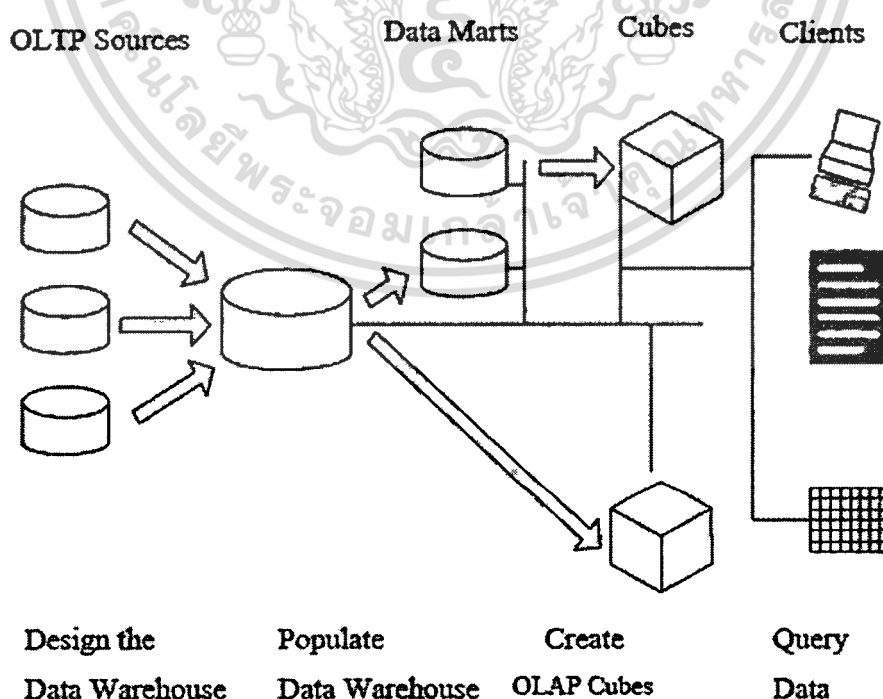 OLTP Sources
Data Marts
Cubes
Clients
Design the
Data Warehouse
Populate
Data Warehouse
Create
OLAP Cubes
Query
Data